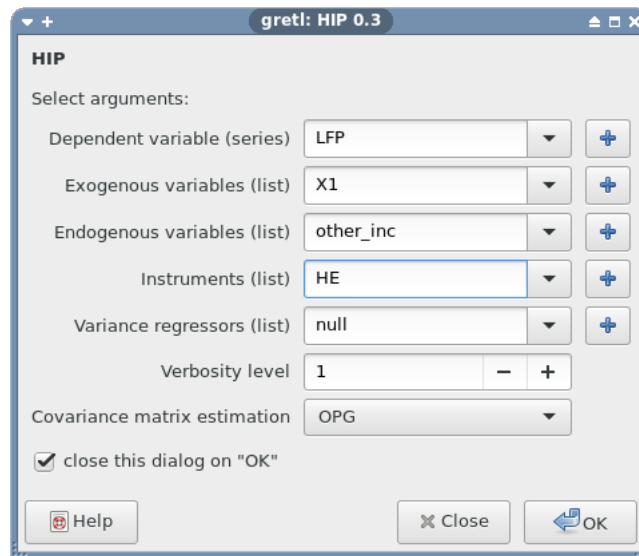 gretl: HIP 0.3
HIP
Select arguments:
Dependent variable (series) LFP
Exogenous variables (list) X1
Endogenous variables (list) other_inc
Instruments (list) HE
Variance regressors (list) null
Verbosity level 1
Covariance matrix estimation OPG
close this dialog on "OK"
Help Close OK